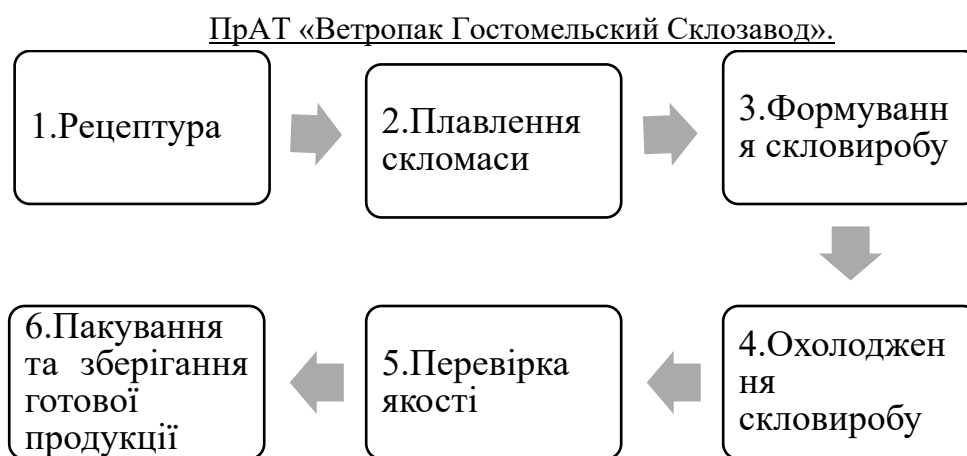 ПрАТ «Ветропак Гостомельский Склозавод».
1.Рецептура
2.Плавлення
скломаси
3.Формуванн
я скловиробу
4.Охолоджен
ня
скловиробу
5.Перевірка
якості
6.Пакування
та зберігання
готової
продукції